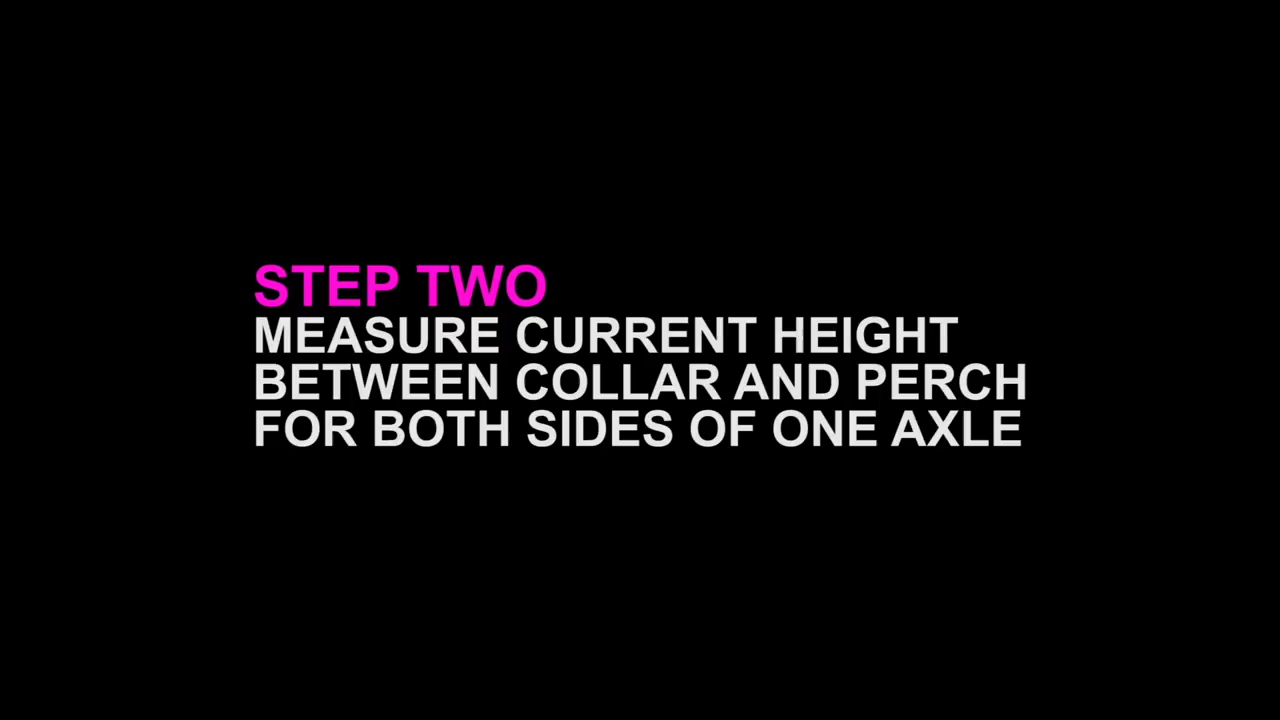 STEP TWO
MEASURE CURRENT HEIGHT
BETWEEN COLLAR AND PERCH
FOR BOTH SIDES OF ONE AXLE